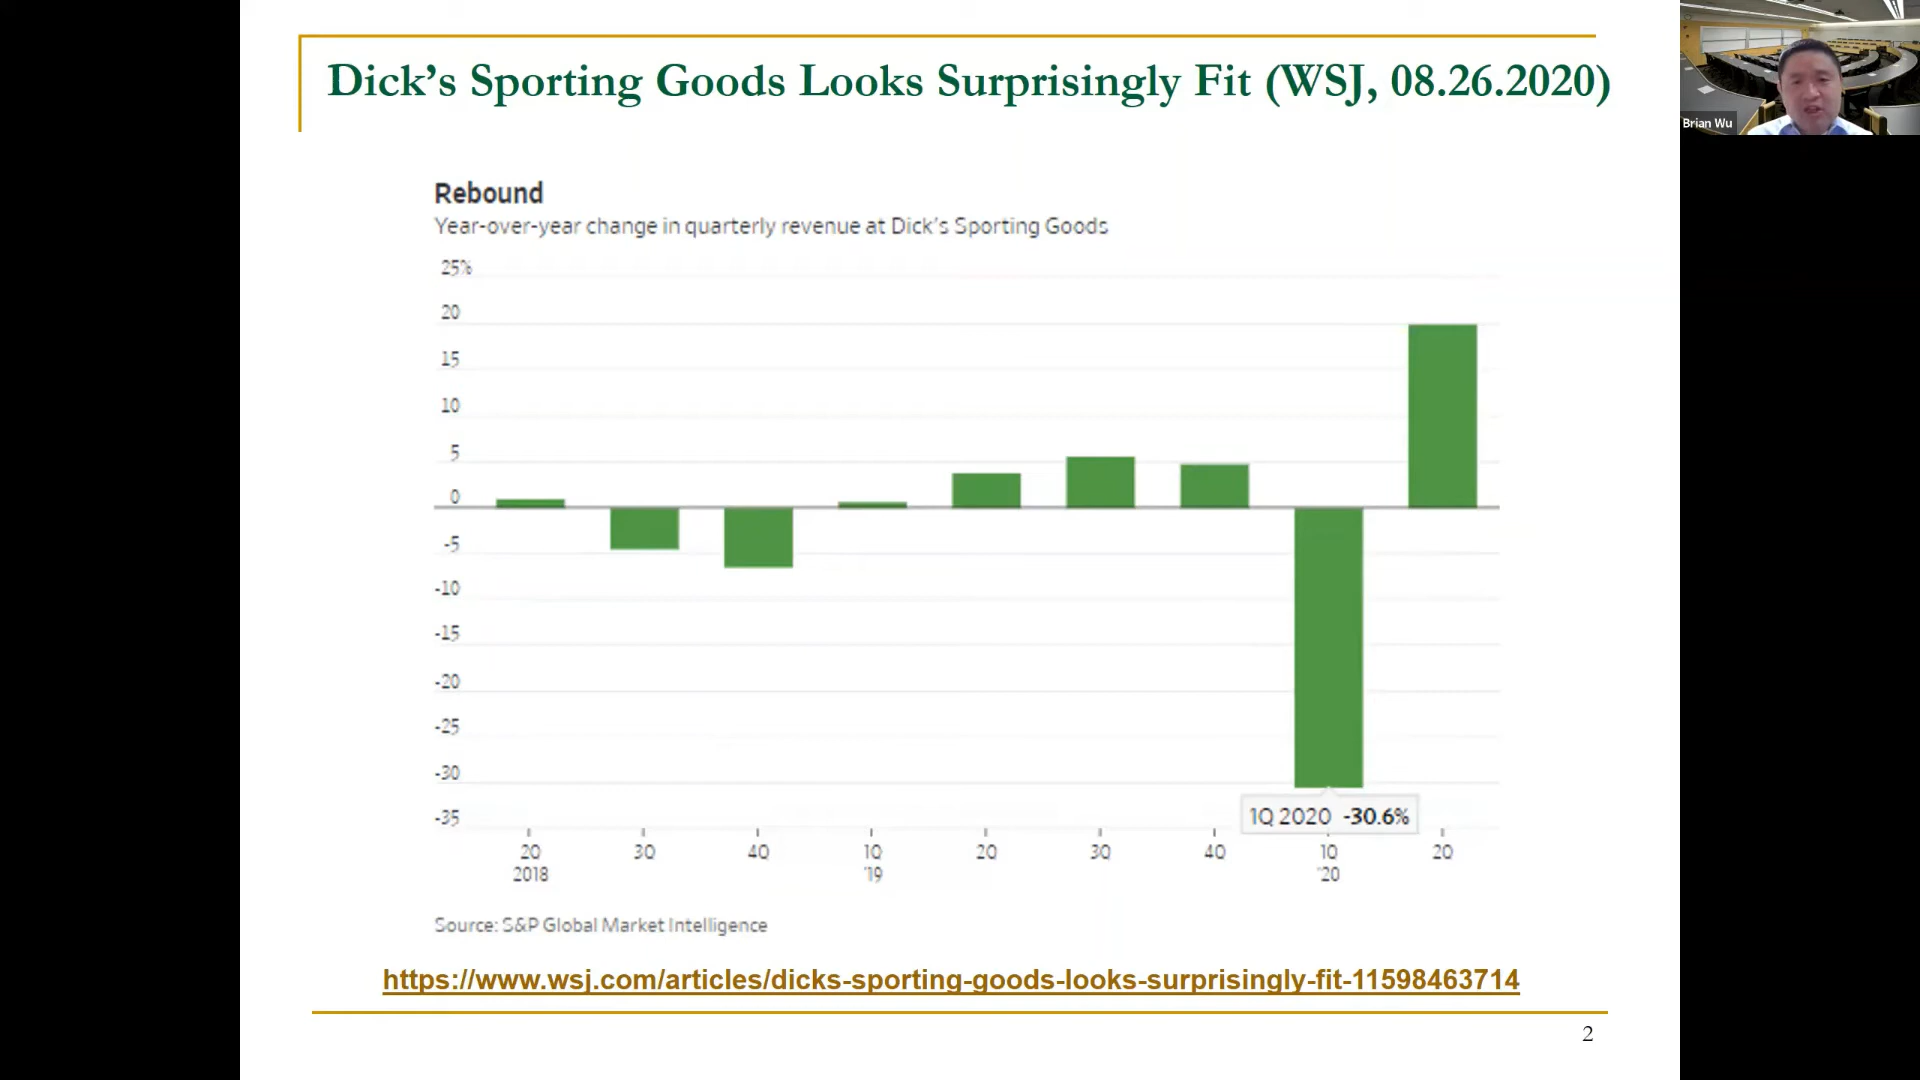 Dick’s Sporting Goods Looks Surprisingly Fit (WSJ, 08.26.2020)
Brian Wu
Rebound
Year-over-year change in quarterly revenue at Dick’s Sporting Goods
25%
20
15
10
5
0
-5
-10
-15
-20
-25
-30
-35
1Q 2020 -30.6%
2Q 3Q 4Q 1Q 2Q 3Q 4Q 1Q 2Q
2018 ’19 ’20
Source: S&P Global Market Intelligence
https://www.wsj.com/articles/dicks-sporting-goods-looks-surprisingly-fit-11598463714
2